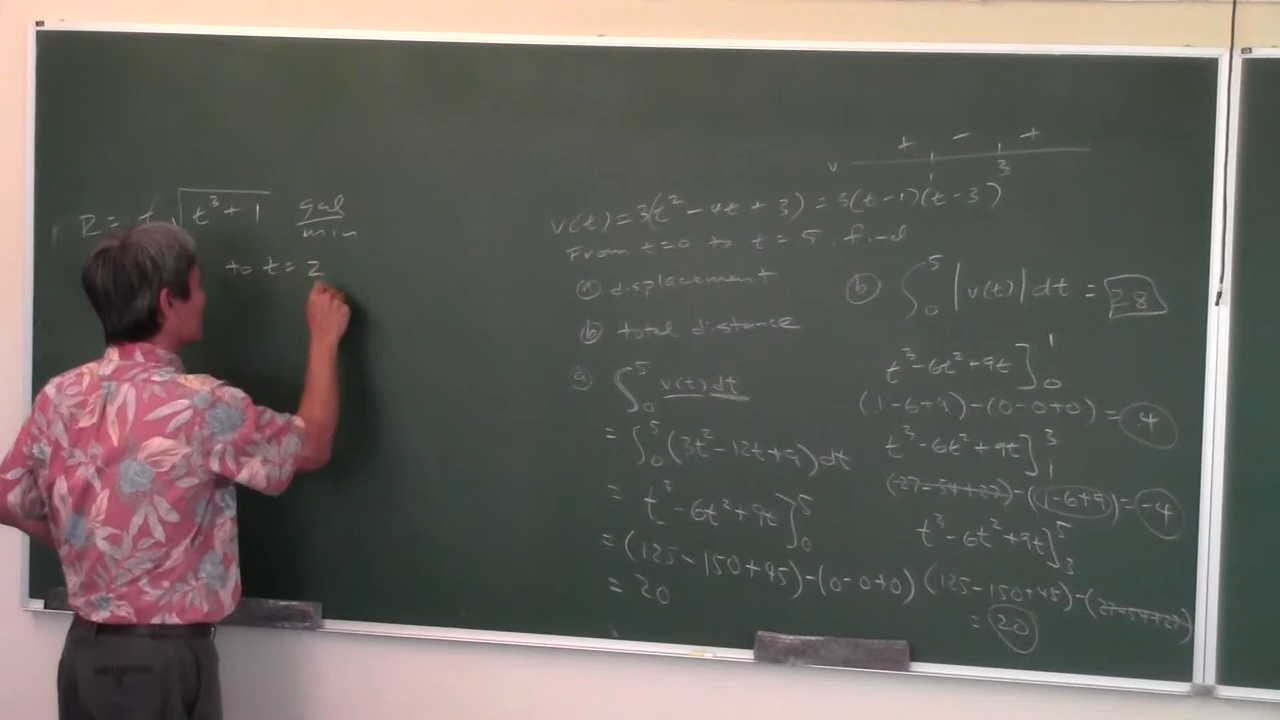 R = t √(t³+1) gal/min
to t=2
+ − +
v
1 3
v(t)=3(t²−4t+3)=3(t−1)(t−3)
From t=0 to t=5, find
ⓐ displacement
ⓑ total distance
ⓐ ∫₀⁵ v(t)dt
= ∫₀⁵(3t²−12t+9)dt
= t³−6t²+9t]₀⁵
=(125−150+45)−(0−0+0)
= 20
ⓑ ∫₀⁵|v(t)|dt = 28
t³−6t²+9t]₀¹
(1−6+9)−(0−0+0)=4
t³−6t²+9t]₁³
(27−54+27)−(1−6+9)=−4
t³−6t²+9t]₃⁵
(125−150+45)−(27−54+27)
= 20